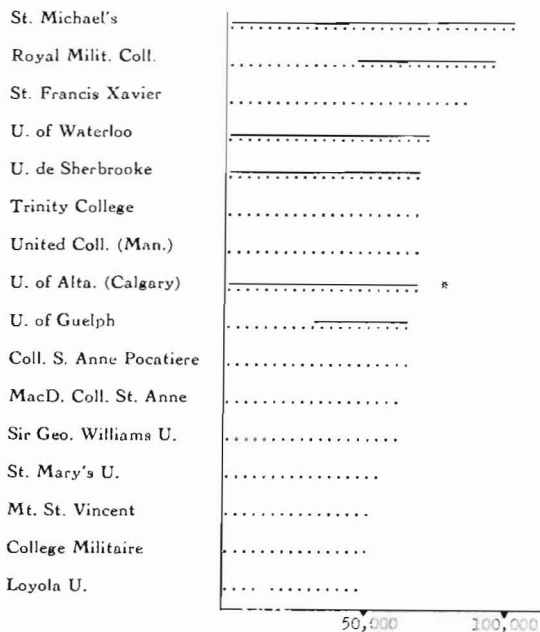 St. Michael's
Royal Milit. Coll.
St. Francis Xavier
U. of Waterloo
U. de Sherbrooke
Trinity College
United Coll. (Man.)
U. of Alta. (Calgary) *
U. of Guelph
Coll. S. Anne Pocatiere
MacD. Coll. St. Anne
Sir Geo. Williams U.
St. Mary's U.
Mt. St. Vincent
College Militaire
Loyola U.
50,000 100,000